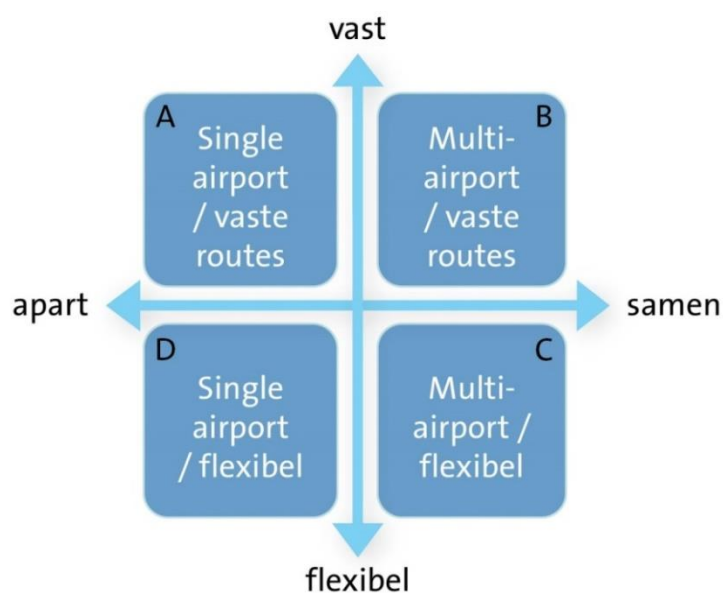 vast
A
Single
airport
/ vaste
routes
B
Multi-
airport
/ vaste
routes
apart
samen
D
Single
airport
/ flexibel
C
Multi-
airport /
flexibel
flexibel